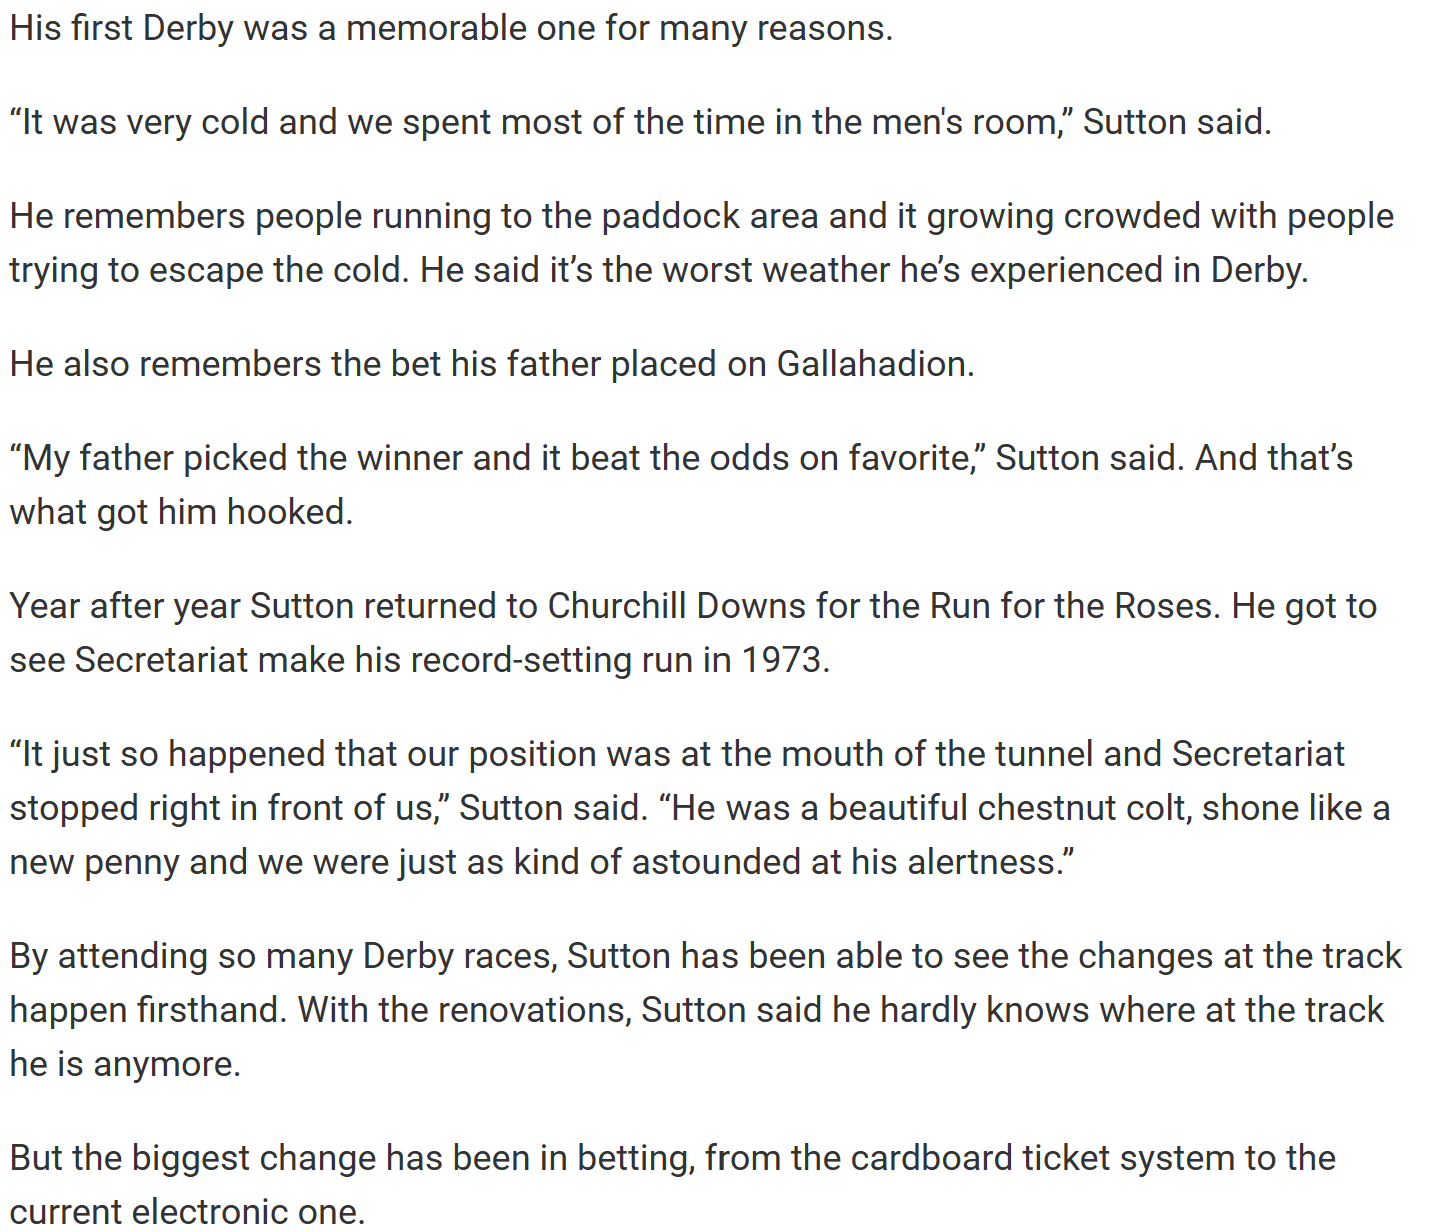 His first Derby was a memorable one for many reasons.
“It was very cold and we spent most of the time in the men's room,” Sutton said.
He remembers people running to the paddock area and it growing crowded with people
trying to escape the cold. He said it’s the worst weather he’s experienced in Derby.
He also remembers the bet his father placed on Gallahadion.
“My father picked the winner and it beat the odds on favorite,” Sutton said. And that’s
what got him hooked.
Year after year Sutton returned to Churchill Downs for the Run for the Roses. He got to
see Secretariat make his record-setting run in 1973.
“It just so happened that our position was at the mouth of the tunnel and Secretariat
stopped right in front of us,” Sutton said. “He was a beautiful chestnut colt, shone like a
new penny and we were just as kind of astounded at his alertness.”
By attending so many Derby races, Sutton has been able to see the changes at the track
happen firsthand. With the renovations, Sutton said he hardly knows where at the track
he is anymore.
But the biggest change has been in betting, from the cardboard ticket system to the
current electronic one.